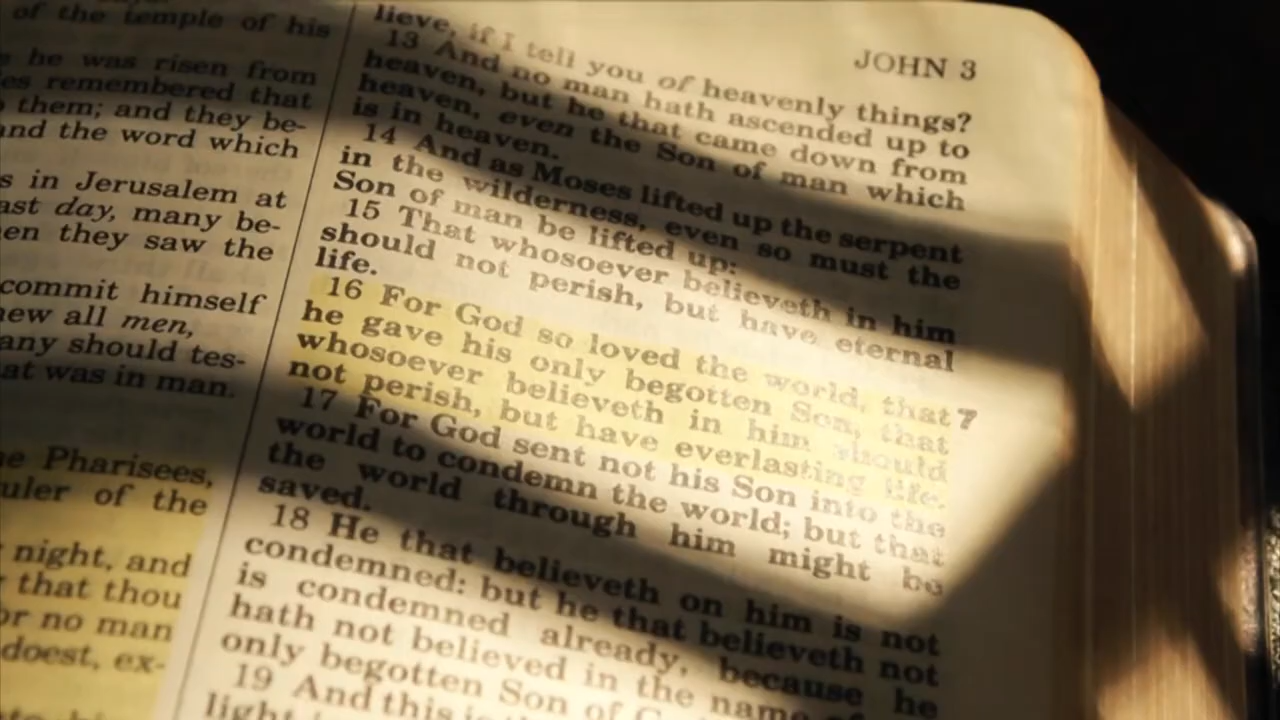 JOHN 3
of the temple of his
he was risen from
es remembered that
them; and they be-
and the word which
s in Jerusalem at
ast day, many be-
en they saw the
commit himself
ew all men,
any should tes-
at was in man.
he Pharisees,
uler of the
night, and
that thou
or no man
doest, ex-
lieve, if I tell you of heavenly things?
13 And no man hath ascended up to
heaven, but he that came down from
heaven, even the Son of man which
is in heaven.
14 And as Moses lifted up the serpent
in the wilderness, even so must the
Son of man be lifted up:
15 That whosoever believeth in him
should not perish, but have eternal
life.
16 For God so loved the world, that 7
he gave his only begotten Son, that
whosoever believeth in him should
not perish, but have everlasting life.
17 For God sent not his Son into the
world to condemn the world; but that
the world through him might be
saved.
18 He that believeth on him is not
condemned: but he that believeth not
is condemned already, because he
hath not believed in the name of
only begotten Son of
19 And this is
light